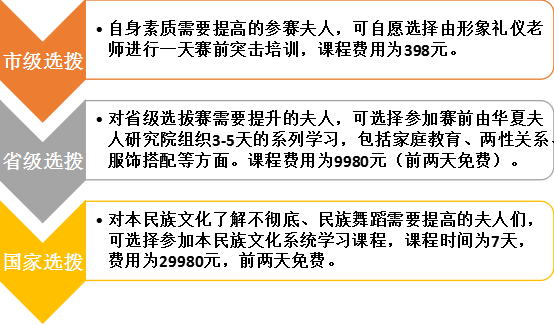 市级选拨
• 自身素质需要提高的参赛夫人，可自愿选择由形象礼仪老
师进行一天赛前突击培训，课程费用为398元。
省级选拨
• 对省级选拔赛需要提升的夫人，可选择参加赛前由华夏夫
人研究院组织3-5天的系列学习，包括家庭教育、两性关系、
服饰搭配等方面。课程费用为9980元（前两天免费）。
国家选拨
• 对本民族文化了解不彻底、民族舞蹈需要提高的夫人们，
可选择参加本民族文化系统学习课程，课程时间为7天，
费用为29980元，前两天免费。